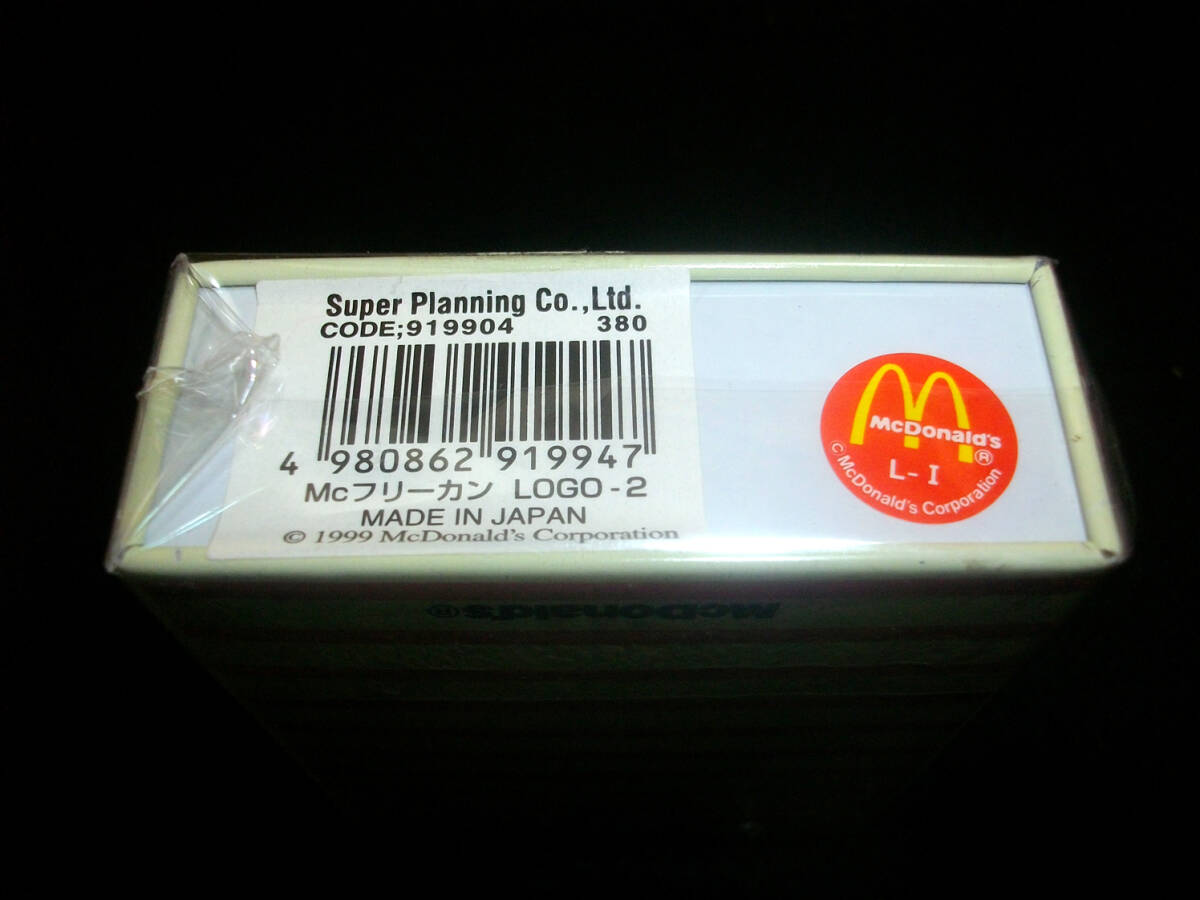 Super Planning Co.,Ltd.
CODE;919904 380
4 980862 919947
Mcフリーカン LOGO-2
MADE IN JAPAN
© 1999 McDonald's Corporation
McDonald's®
L-I
© McDonald's Corporation
McDonald's®